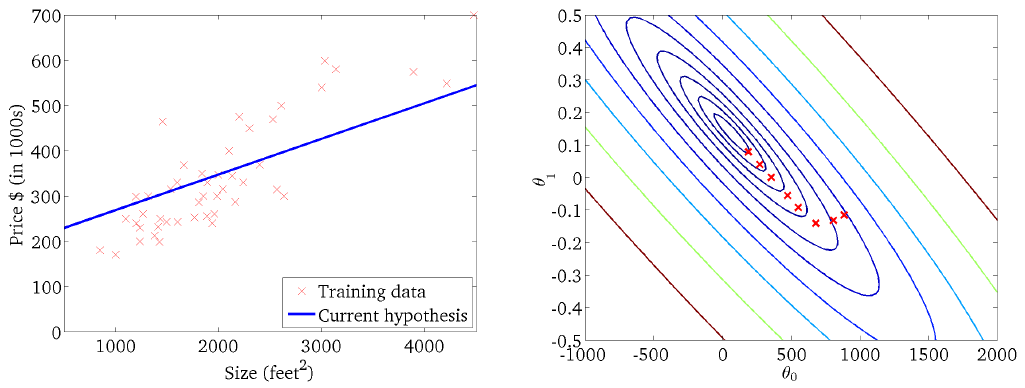 700
600
500
400
300
200
100
0
Price $ (in 1000s)
1000 2000 3000 4000
Size (feet²)
Training data
Current hypothesis
0.5
0.4
0.3
0.2
0.1
0
-0.1
-0.2
-0.3
-0.4
-0.5
θ₁
-1000 -500 0 500 1000 1500 2000
θ₀